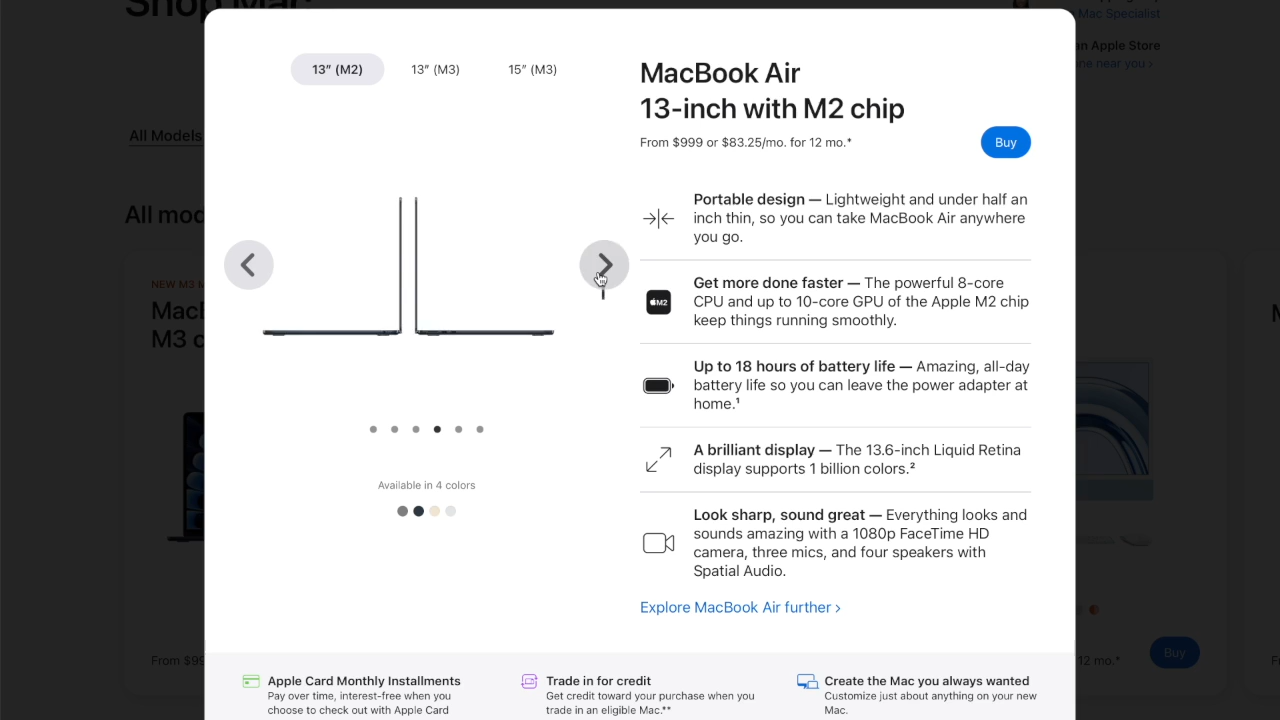 Shop Mac
Mac Specialist
an Apple Store
one near you ›
All Models
All mod
NEW M3 M
MacB
M3 c
From $99
12 mo.*
Buy
13” (M2)
13” (M3)
15” (M3)
Available in 4 colors
MacBook Air
13-inch with M2 chip
From $999 or $83.25/mo. for 12 mo.*
Buy
Portable design — Lightweight and under half an
inch thin, so you can take MacBook Air anywhere
you go.
M2
Get more done faster — The powerful 8-core
CPU and up to 10-core GPU of the Apple M2 chip
keep things running smoothly.
Up to 18 hours of battery life — Amazing, all-day
battery life so you can leave the power adapter at
home.¹
A brilliant display — The 13.6-inch Liquid Retina
display supports 1 billion colors.²
Look sharp, sound great — Everything looks and
sounds amazing with a 1080p FaceTime HD
camera, three mics, and four speakers with
Spatial Audio.
Explore MacBook Air further ›
Apple Card Monthly Installments
Pay over time, interest-free when you
choose to check out with Apple Card
Trade in for credit
Get credit toward your purchase when you
trade in an eligible Mac.**
Create the Mac you always wanted
Customize just about anything on your new
Mac.